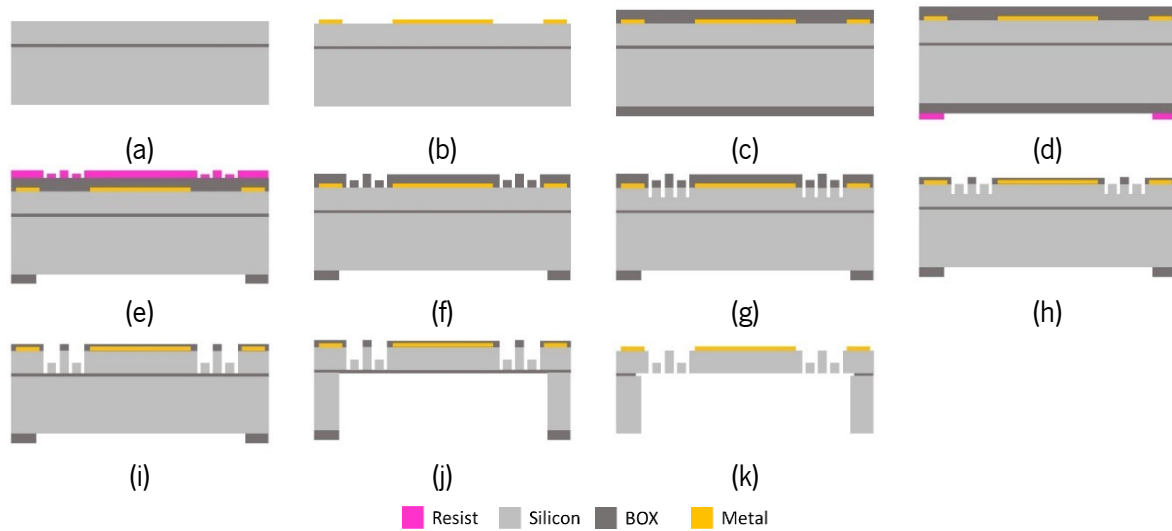 (a) (b) (c) (d)
(e) (f) (g) (h)
(i) (j) (k)
Resist Silicon BOX Metal